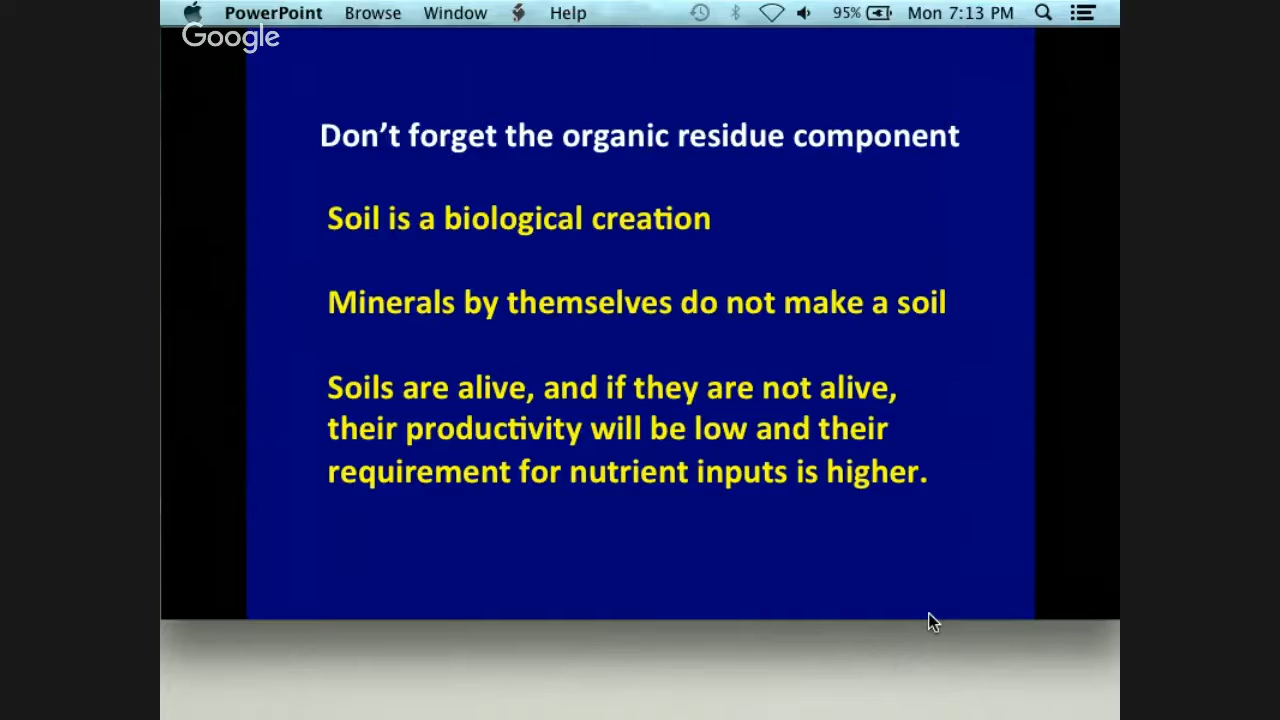 PowerPoint Browse Window Help 95% Mon 7:13 PM
Google
Don’t forget the organic residue component
Soil is a biological creation
Minerals by themselves do not make a soil
Soils are alive, and if they are not alive,
their productivity will be low and their
requirement for nutrient inputs is higher.